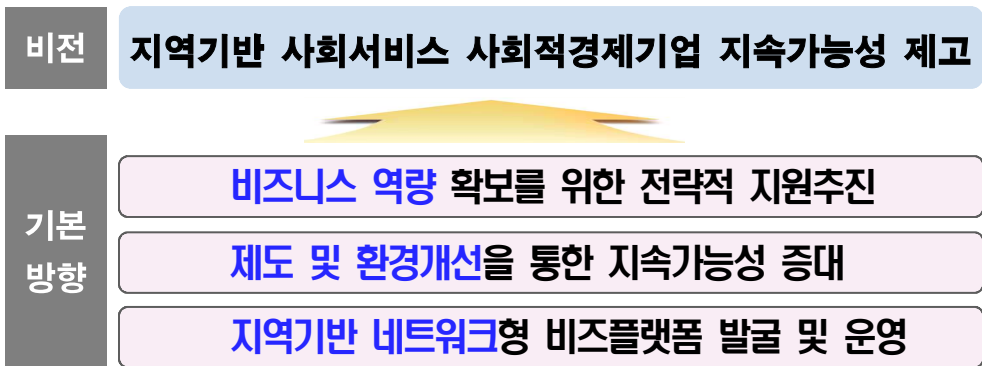 비전
지역기반 사회서비스 사회적경제기업 지속가능성 제고
기본
방향
비즈니스 역량 확보를 위한 전략적 지원추진
제도 및 환경개선을 통한 지속가능성 증대
지역기반 네트워크형 비즈플랫폼 발굴 및 운영